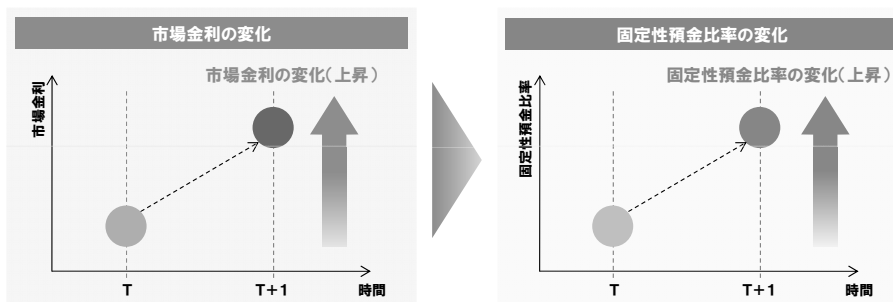 市場金利の変化
市場金利の変化(上昇)
市場金利
T
T+1
時間
固定性預金比率の変化
固定性預金比率の変化(上昇)
固定性預金比率
T
T+1
時間